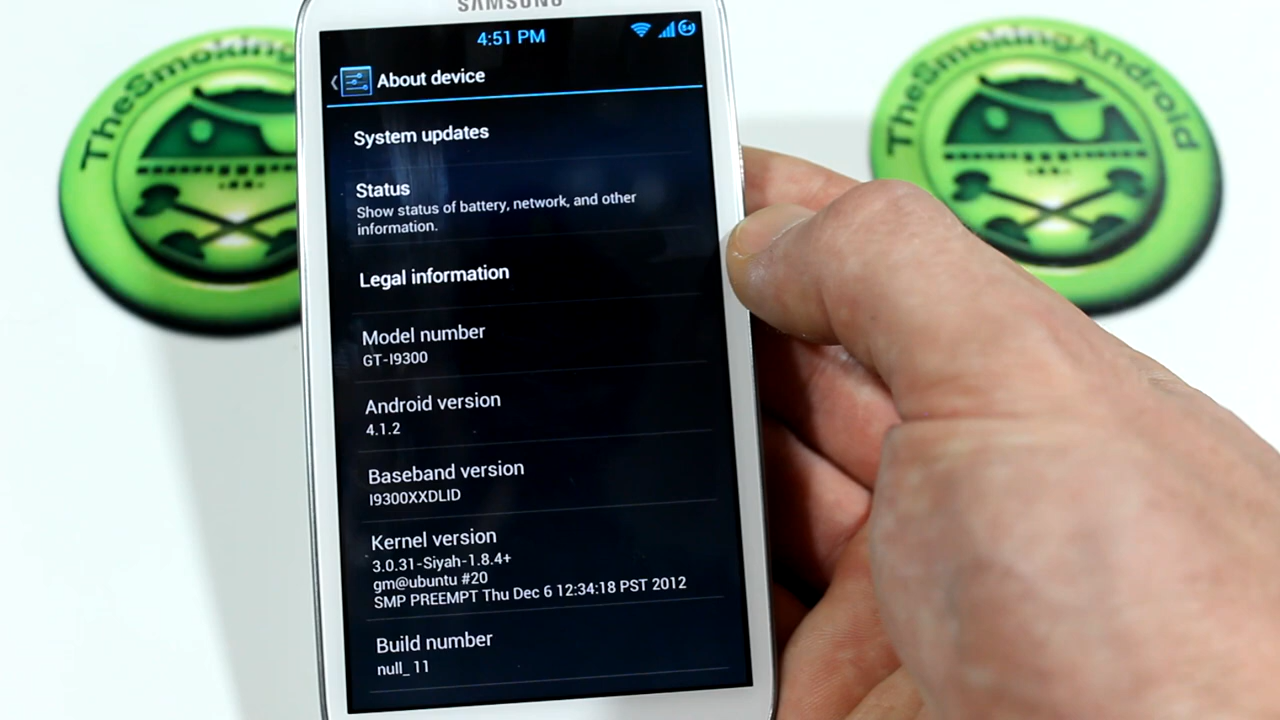 SAMSUNG
TheSmoking
TheSmokingAndroid
4:51 PM
54
About device
System updates
Status
Show status of battery, network, and other
information.
Legal information
Model number
GT-I9300
Android version
4.1.2
Baseband version
I9300XXDLID
Kernel version
3.0.31-Siyah-1.8.4+
gm@ubuntu #20
SMP PREEMPT Thu Dec 6 12:34:18 PST 2012
Build number
null_11